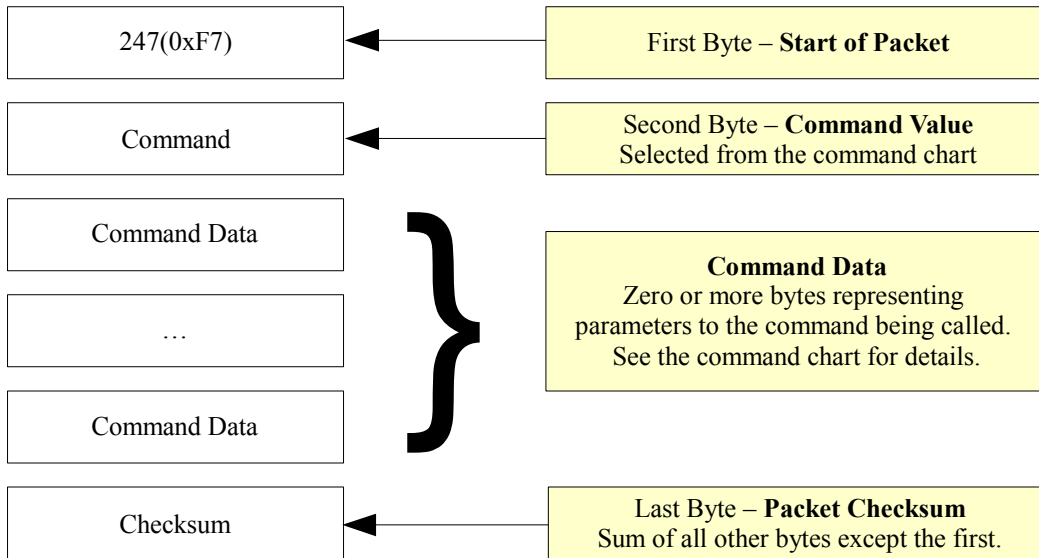 247(0xF7)
First Byte – Start of Packet
Command
Second Byte – Command Value
Selected from the command chart
Command Data
…
Command Data
Command Data
Zero or more bytes representing
parameters to the command being called.
See the command chart for details.
Checksum
Last Byte – Packet Checksum
Sum of all other bytes except the first.